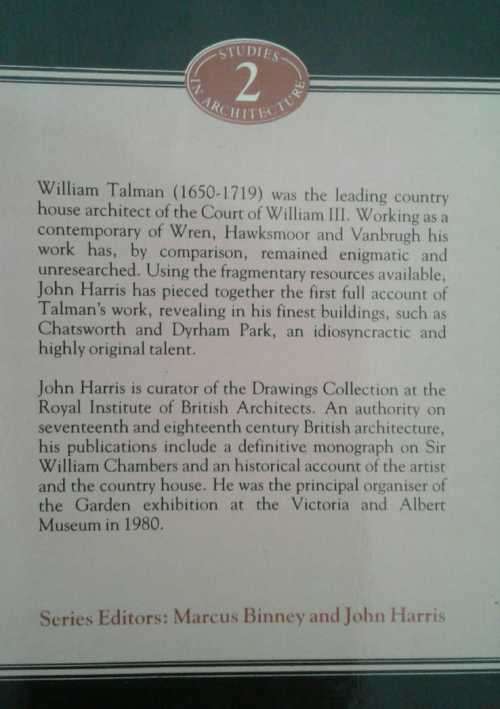 STUDIES
2
IN ARCHITECTURE
William Talman (1650-1719) was the leading country
house architect of the Court of William III. Working as a
contemporary of Wren, Hawksmoor and Vanbrugh his
work has, by comparison, remained enigmatic and
unresearched. Using the fragmentary resources available,
John Harris has pieced together the first full account of
Talman's work, revealing in his finest buildings, such as
Chatsworth and Dyrham Park, an idiosyncractic and
highly original talent.
John Harris is curator of the Drawings Collection at the
Royal Institute of British Architects. An authority on
seventeenth and eighteenth century British architecture,
his publications include a definitive monograph on Sir
William Chambers and an historical account of the artist
and the country house. He was the principal organiser of
the Garden exhibition at the Victoria and Albert
Museum in 1980.
Series Editors: Marcus Binney and John Harris